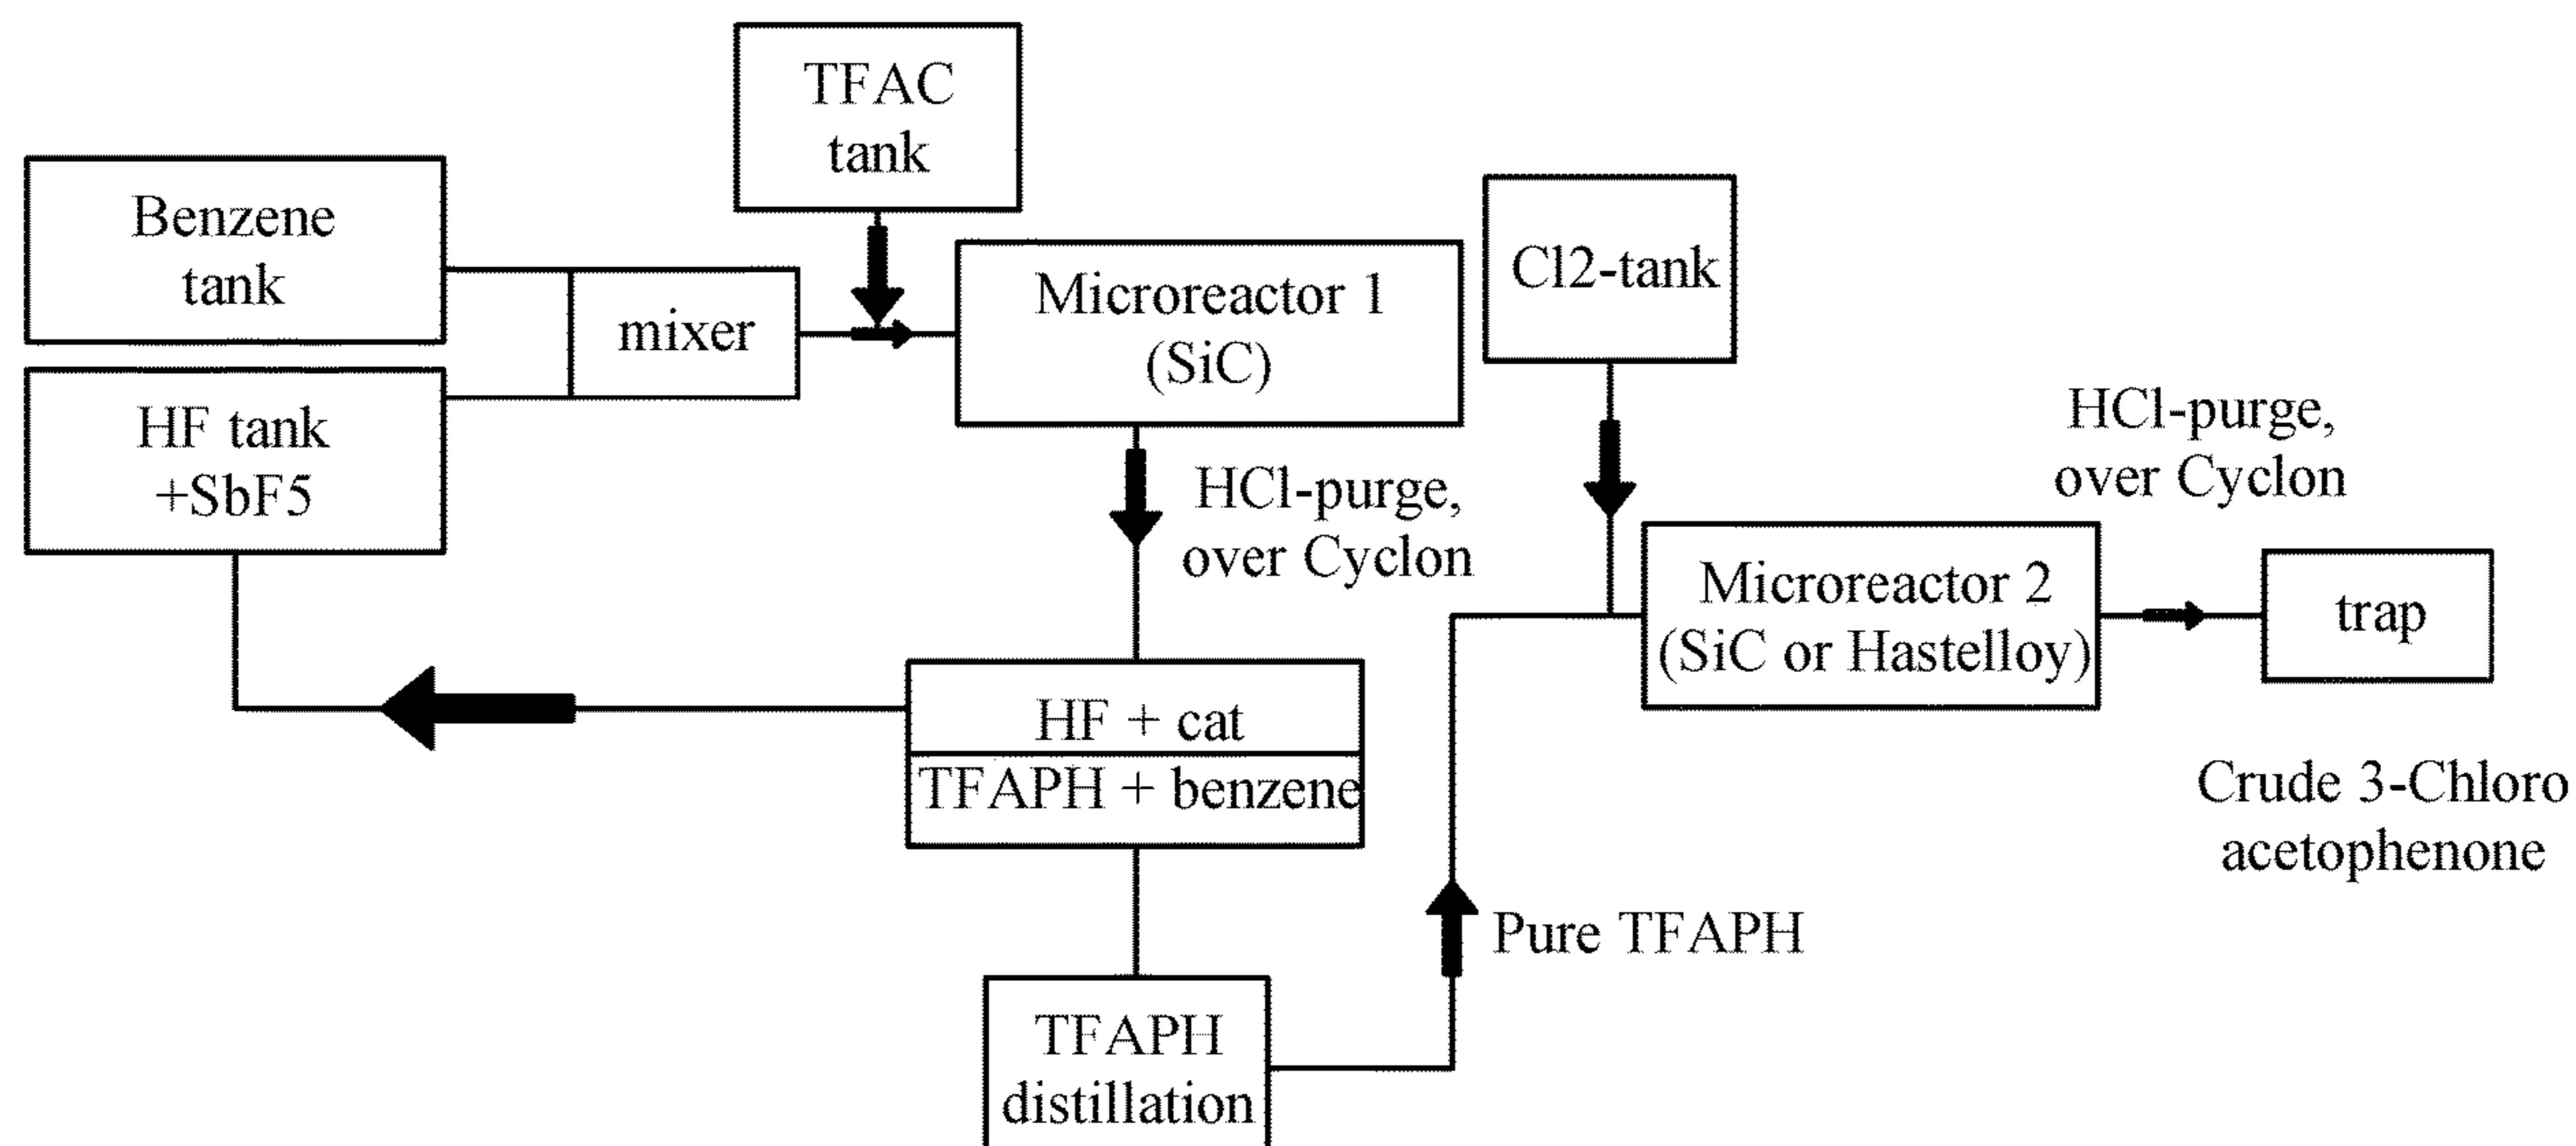 TFAC
tank
Benzene
tank
mixer
HF tank
+SbF5
Microreactor 1
(SiC)
Cl2-tank
HCl-purge,
over Cyclon
HCl-purge,
over Cyclon
Microreactor 2
(SiC or Hastelloy)
trap
HF + cat
TFAPH + benzene
Crude 3-Chloro
acetophenone
Pure TFAPH
TFAPH
distillation